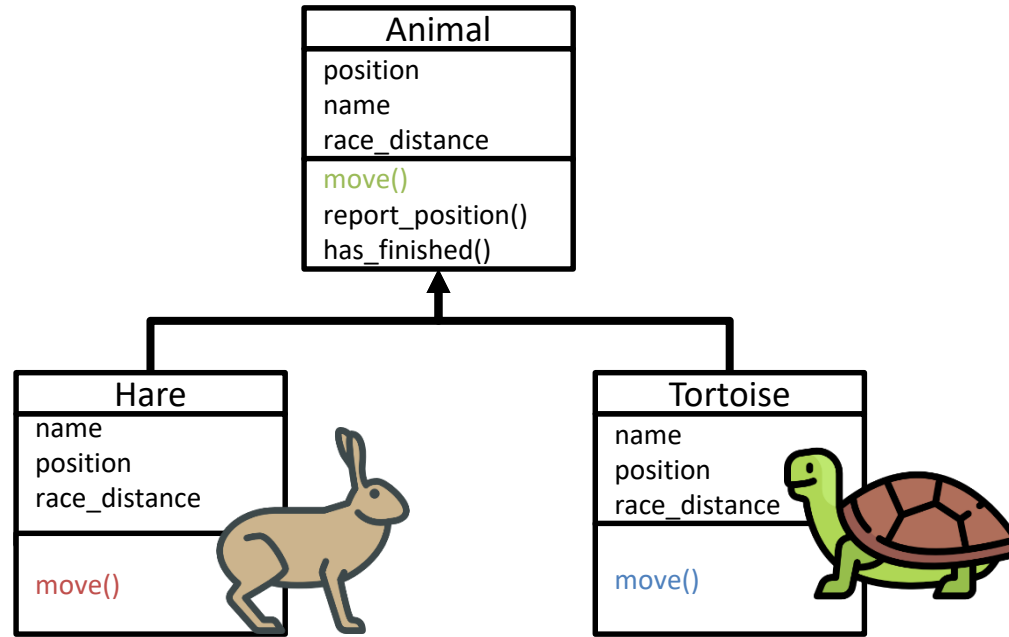 Animal
position
name
race_distance
move()
report_position()
has_finished()
Hare
name
position
race_distance
move()
Tortoise
name
position
race_distance
move()